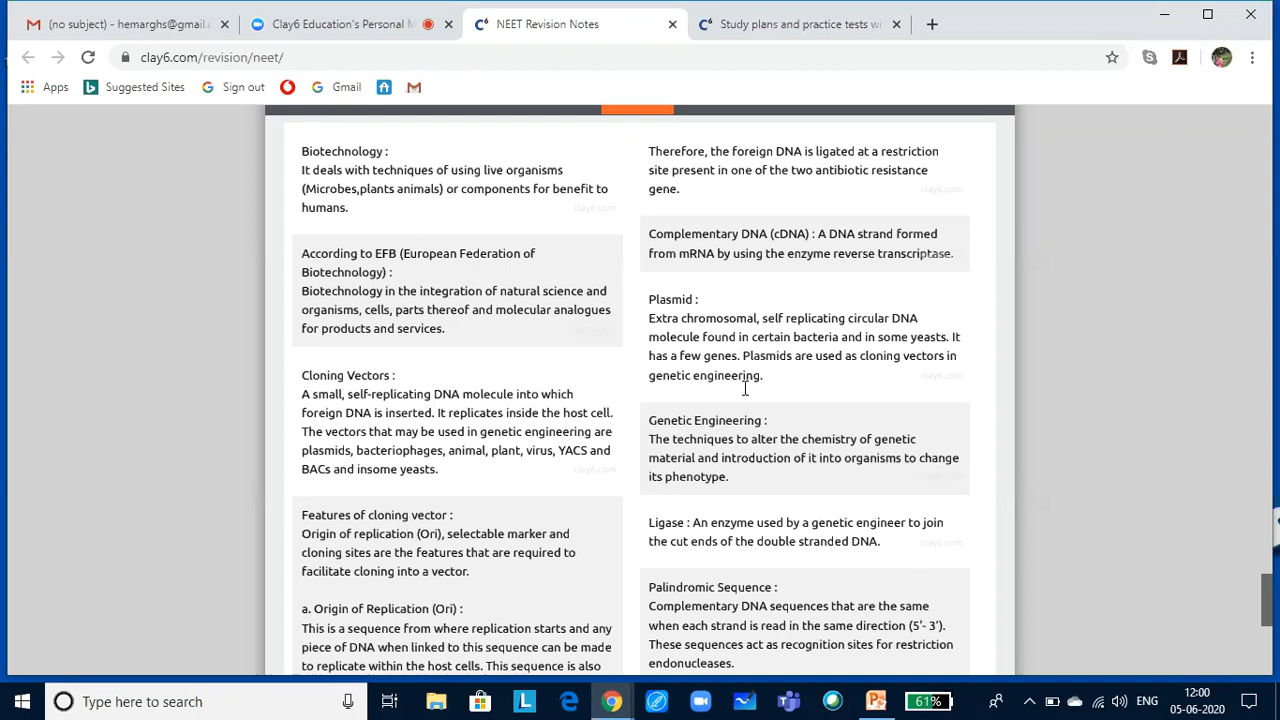 (no subject) - hemarghs@gmail.
Clay6 Education's Personal M
NEET Revision Notes
Study plans and practice tests wi
clay6.com/revision/neet/
Apps
Suggested Sites
Sign out
Gmail
Biotechnology :
It deals with techniques of using live organisms
(Microbes,plants animals) or components for benefit to
humans.
clay6.com
According to EFB (European Federation of
Biotechnology) :
Biotechnology in the integration of natural science and
organisms, cells, parts thereof and molecular analogues
for products and services.
clay6.com
Cloning Vectors :
A small, self-replicating DNA molecule into which
foreign DNA is inserted. It replicates inside the host cell.
The vectors that may be used in genetic engineering are
plasmids, bacteriophages, animal, plant, virus, YACS and
BACs and insome yeasts.
clay6.com
Features of cloning vector :
Origin of replication (Ori), selectable marker and
cloning sites are the features that are required to
facilitate cloning into a vector.
a. Origin of Replication (Ori) :
This is a sequence from where replication starts and any
piece of DNA when linked to this sequence can be made
to replicate within the host cells. This sequence is also
Therefore, the foreign DNA is ligated at a restriction
site present in one of the two antibiotic resistance
gene.
clay6.com
Complementary DNA (cDNA) : A DNA strand formed
from mRNA by using the enzyme reverse transcriptase.
Plasmid :
Extra chromosomal, self replicating circular DNA
molecule found in certain bacteria and in some yeasts. It
has a few genes. Plasmids are used as cloning vectors in
genetic engineering.
clay6.com
Genetic Engineering :
The techniques to alter the chemistry of genetic
material and introduction of it into organisms to change
its phenotype.
clay6.com
Ligase : An enzyme used by a genetic engineer to join
the cut ends of the double stranded DNA.
clay6.com
Palindromic Sequence :
Complementary DNA sequences that are the same
when each strand is read in the same direction (5’- 3’).
These sequences act as recognition sites for restriction
endonucleases.
Type here to search
61%
ENG
12:00
05-06-2020